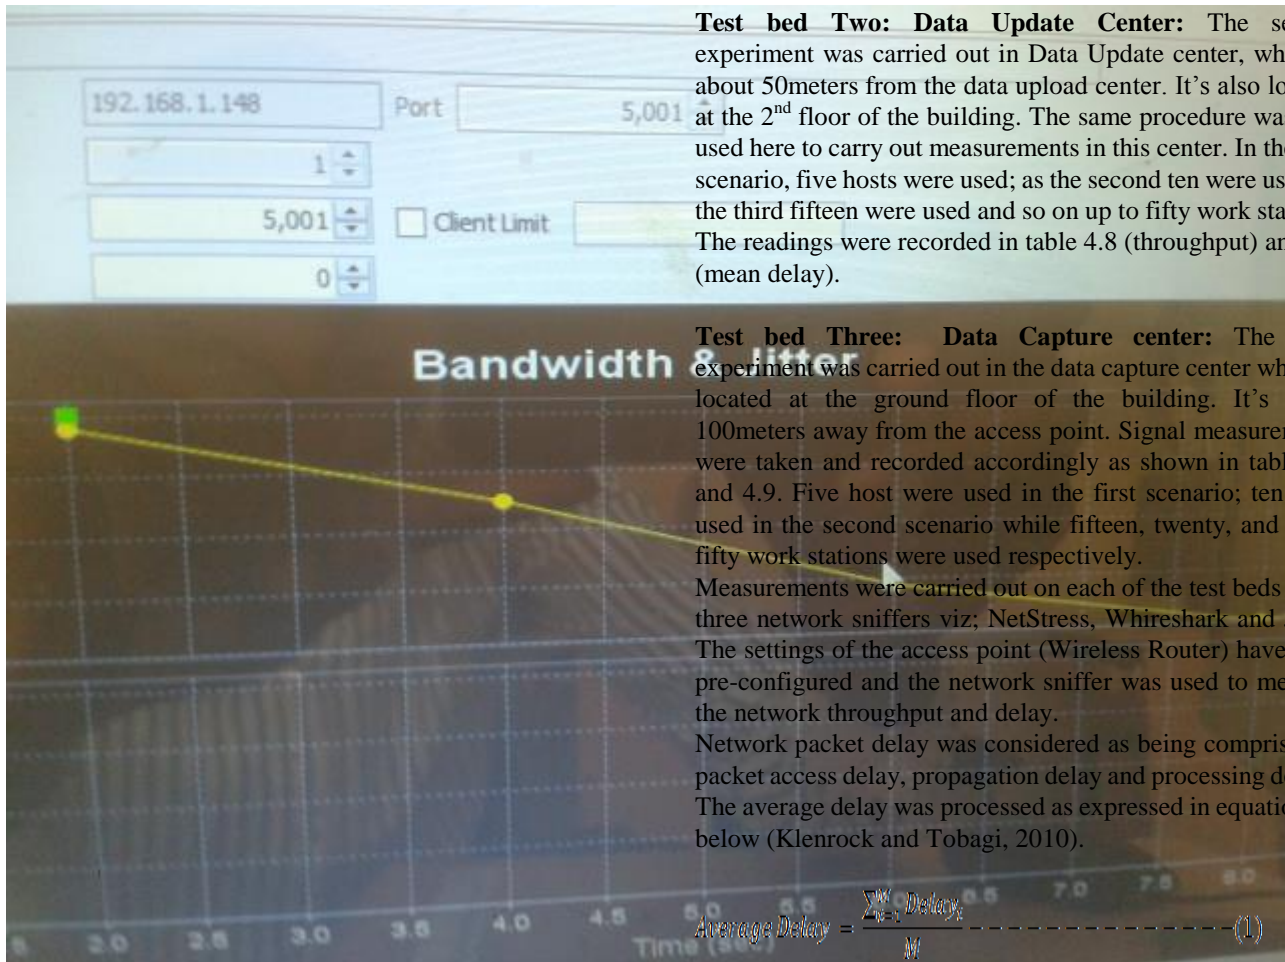 192.168.1.148 Port 5,001
1
5,001 Client Limit
0
Bandwidth & Jitter
2.0 2.5 3.0 3.5 4.0 4.5 5.0 5.5 6.5 7.0 7.5 8.0
Time (sec)
Test bed Two: Data Update Center: The
experiment was carried out in Data Update center,
about 50meters from the data upload center. It's also
at the 2nd floor of the building. The same procedure
used here to carry out measurements in this center. In
scenario, five hosts were used; as the second ten were
the third fifteen were used and so on up to fifty work
The readings were recorded in table 4.8 (throughput)
(mean delay).
Test bed Three: Data Capture center: The
experiment was carried out in the data capture center
located at the ground floor of the building. It's
100meters away from the access point. Signal
were taken and recorded accordingly as shown in
and 4.9. Five host were used in the first scenario; ten
used in the second scenario while fifteen, twenty, and
fifty work stations were used respectively.
Measurements were carried out on each of the test beds
three network sniffers viz; NetStress, Whireshark and
The settings of the access point (Wireless Router) have
pre-configured and the network sniffer was used to
the network throughput and delay.
Network packet delay was considered as being
packet access delay, propagation delay and processing
The average delay was processed as expressed in
below (Klenrock and Tobagi, 2010).
Average Delay = (1)